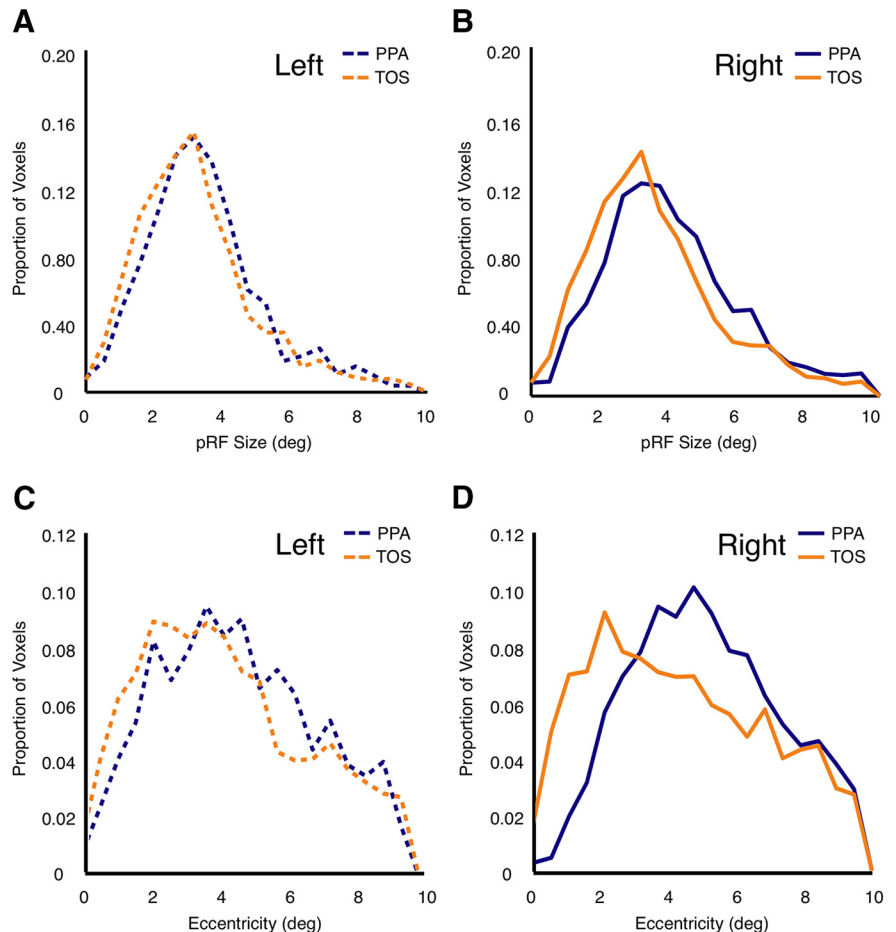 A
Left
PPA
TOS
Proportion of Voxels
0.20
0.16
0.12
0.80
0.40
0
0 2 4 6 8 10
pRF Size (deg)
B
Right
PPA
TOS
Proportion of Voxels
0.20
0.16
0.12
0.80
0.40
0
0 2 4 6 8 10
pRF Size (deg)
C
Left
PPA
TOS
Proportion of Voxels
0.12
0.10
0.08
0.06
0.04
0.02
0
0 2 4 6 8 10
Eccentricity (deg)
D
Right
PPA
TOS
Proportion of Voxels
0.12
0.10
0.08
0.06
0.04
0.02
0
0 2 4 6 8 10
Eccentricity (deg)